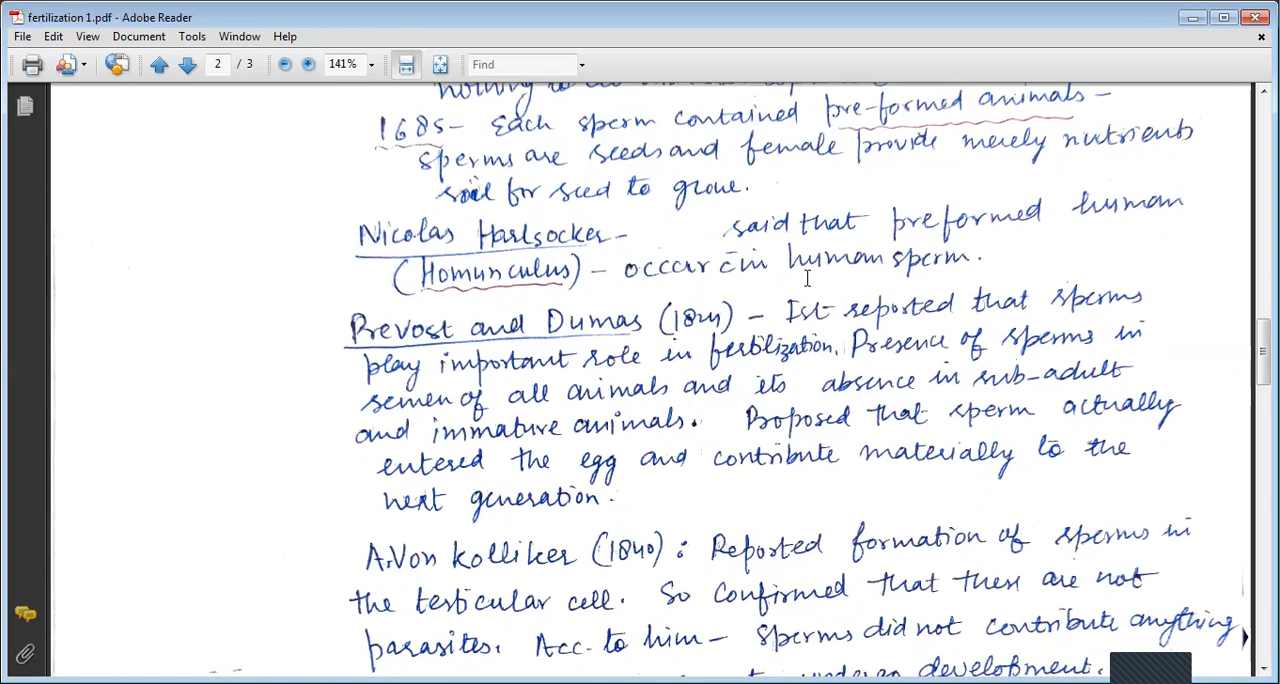 fertilization 1.pdf - Adobe Reader
File Edit View Document Tools Window Help
2 / 3 141% Find
1685- Each sperm contained pre-formed animals -
sperms are seeds and female provide merely nutrients
soil for seed to grow.
Nicolas Harlsocker- said that preformed human
(Homunculus) - occur in human sperm.
Prevost and Dumas (1824) - Ist reported that sperms
play important role in fertilization. Presence of sperms in
semen of all animals and its absence in sub-adult
and immature animals. Proposed that sperm actually
entered the egg and contribute materially to the
next generation.
A.Von Kolliker (1840): Reported formation of sperms in
the testicular cell. So confirmed that these are not
parasites. Acc. to him - sperms did not contribute anything
undergo development.